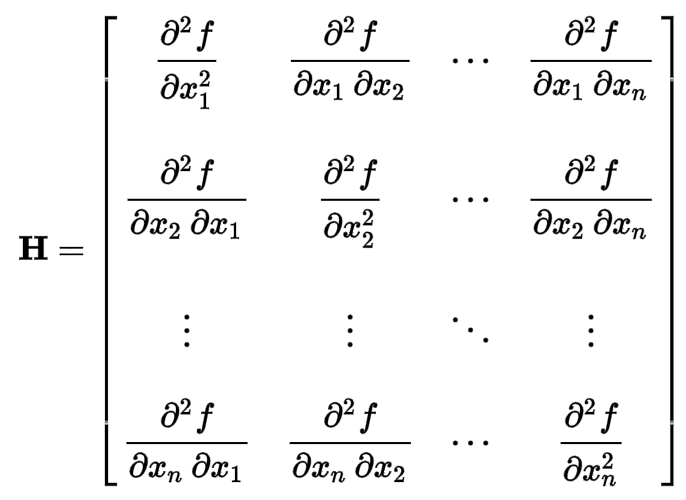 H = [ ∂²f/∂x₁² ∂²f/∂x₁ ∂x₂ ⋯ ∂²f/∂x₁ ∂xₙ
∂²f/∂x₂ ∂x₁ ∂²f/∂x₂² ⋯ ∂²f/∂x₂ ∂xₙ
⋮ ⋮ ⋱ ⋮
∂²f/∂xₙ ∂x₁ ∂²f/∂xₙ ∂x₂ ⋯ ∂²f/∂xₙ² ]